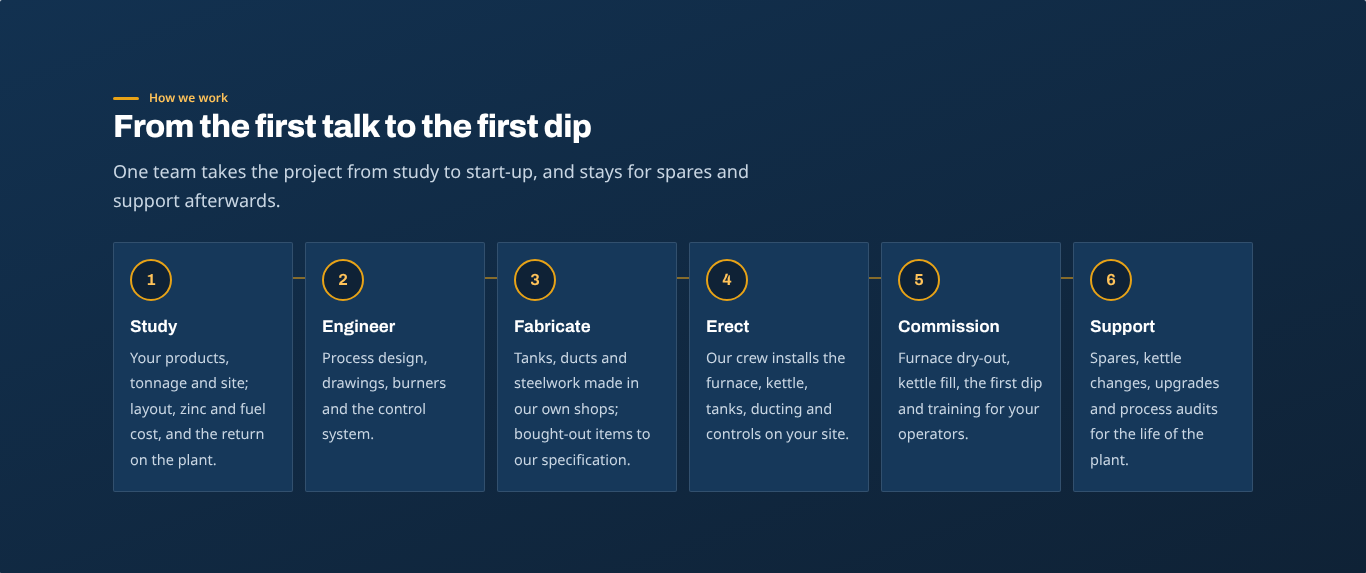 How we work
From the first talk to the first dip
One team takes the project from study to start-up, and stays for spares and
support afterwards.
1
Study
Your products,
tonnage and site;
layout, zinc and fuel
cost, and the return
on the plant.
2
Engineer
Process design,
drawings, burners
and the control
system.
3
Fabricate
Tanks, ducts and
steelwork made in
our own shops;
bought-out items to
our specification.
4
Erect
Our crew installs the
furnace, kettle,
tanks, ducting and
controls on your site.
5
Commission
Furnace dry-out,
kettle fill, the first dip
and training for your
operators.
6
Support
Spares, kettle
changes, upgrades
and process audits
for the life of the
plant.